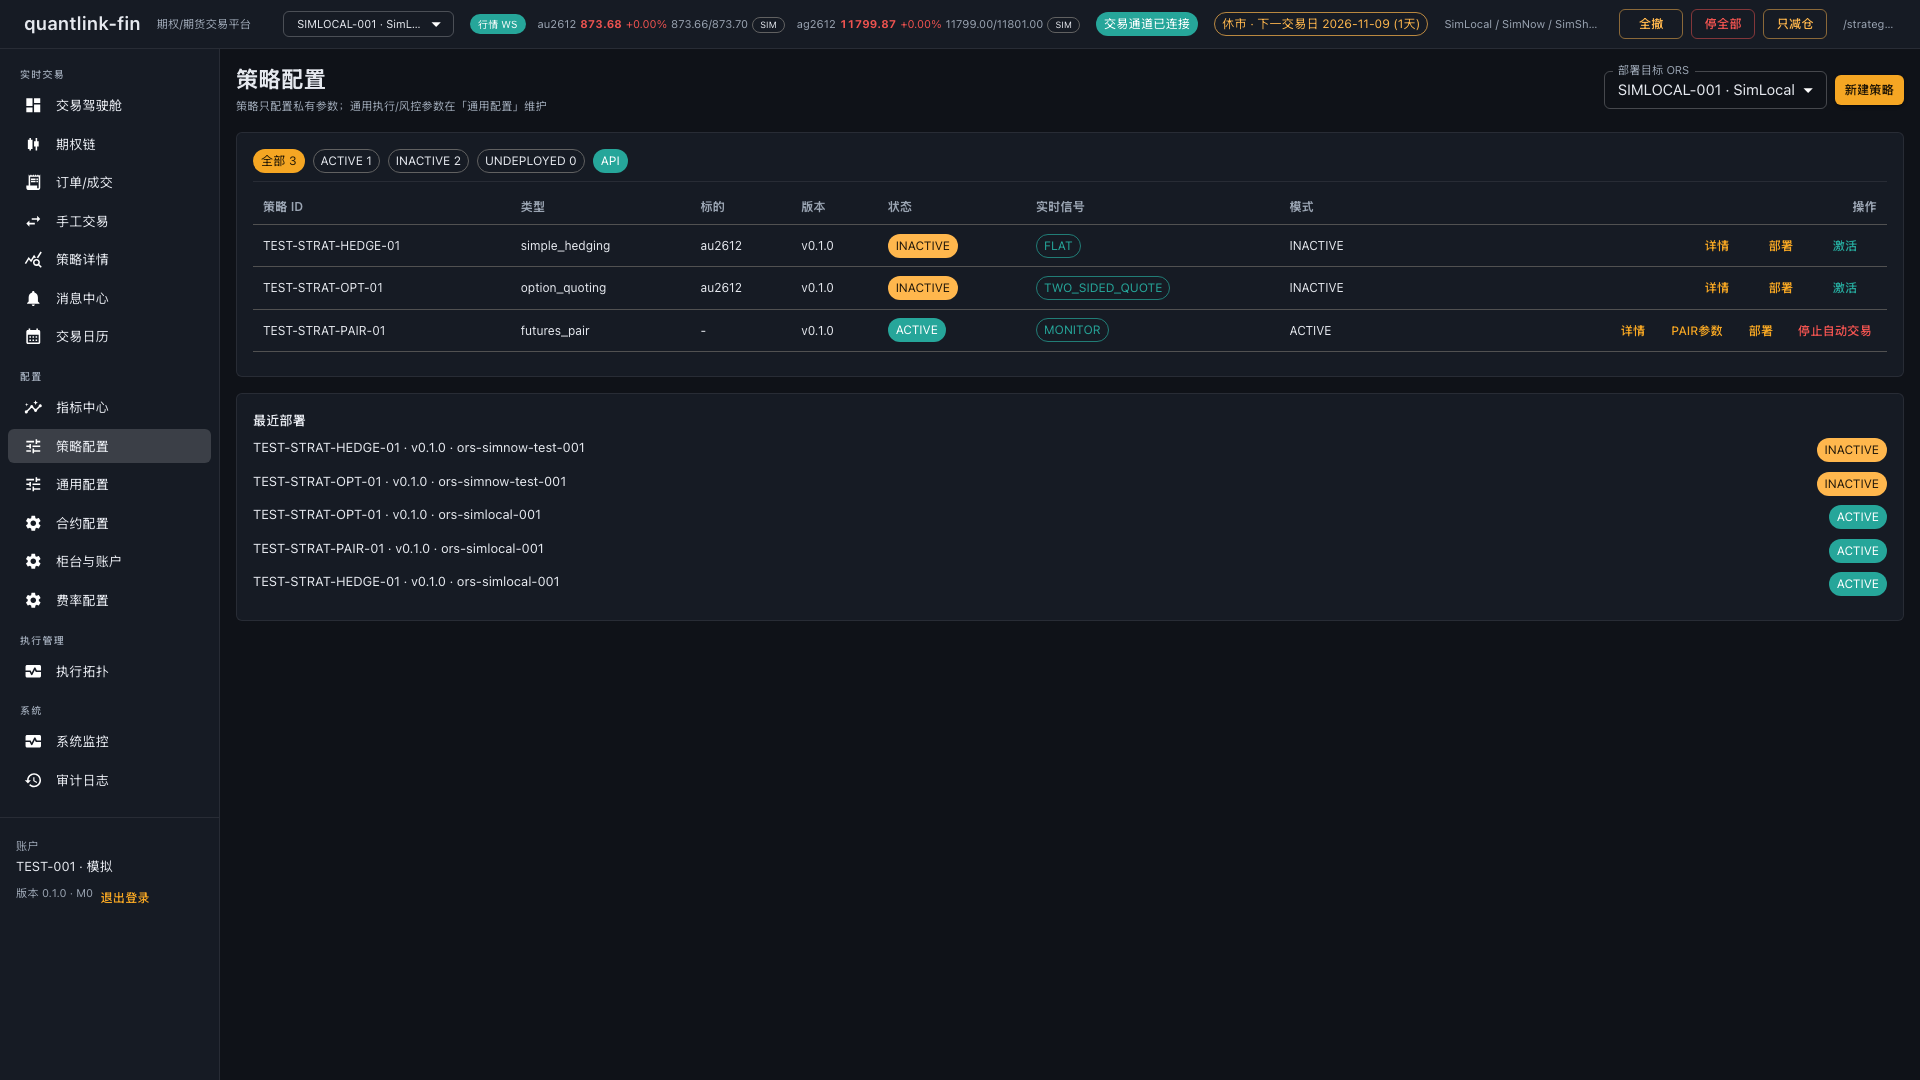 quantlink-fin 期权/期货交易平台 SIMLOCAL-001 · SimL... 行情 WS au2612 873.68 +0.00% 873.66/873.70 SIM ag2612 11799.87 +0.00% 11799.00/11801.00 SIM 交易通道已连接 休市 · 下一交易日 2026-11-09 (1天) SimLocal / SimNow / SimSh... 全撤 停全部 只减仓 /strateg...
实时交易
交易驾驶舱
期权链
订单/成交
手工交易
策略详情
消息中心
交易日历
配置
指标中心
策略配置
通用配置
合约配置
柜台与账户
费率配置
执行管理
执行拓扑
系统
系统监控
审计日志
账户
TEST-001 · 模拟
版本 0.1.0 · M0 退出登录
策略配置
策略只配置私有参数；通用执行/风控参数在「通用配置」维护
部署目标 ORS
SIMLOCAL-001 · SimLocal 新建策略
全部 3 ACTIVE 1 INACTIVE 2 UNDEPLOYED 0 API
策略 ID 类型 标的 版本 状态 实时信号 模式 操作
TEST-STRAT-HEDGE-01 simple_hedging au2612 v0.1.0 INACTIVE FLAT INACTIVE 详情 部署 激活
TEST-STRAT-OPT-01 option_quoting au2612 v0.1.0 INACTIVE TWO_SIDED_QUOTE INACTIVE 详情 部署 激活
TEST-STRAT-PAIR-01 futures_pair - v0.1.0 ACTIVE MONITOR ACTIVE 详情 PAIR参数 部署 停止自动交易
最近部署
TEST-STRAT-HEDGE-01 · v0.1.0 · ors-simnow-test-001 INACTIVE
TEST-STRAT-OPT-01 · v0.1.0 · ors-simnow-test-001 INACTIVE
TEST-STRAT-OPT-01 · v0.1.0 · ors-simlocal-001 ACTIVE
TEST-STRAT-PAIR-01 · v0.1.0 · ors-simlocal-001 ACTIVE
TEST-STRAT-HEDGE-01 · v0.1.0 · ors-simlocal-001 ACTIVE